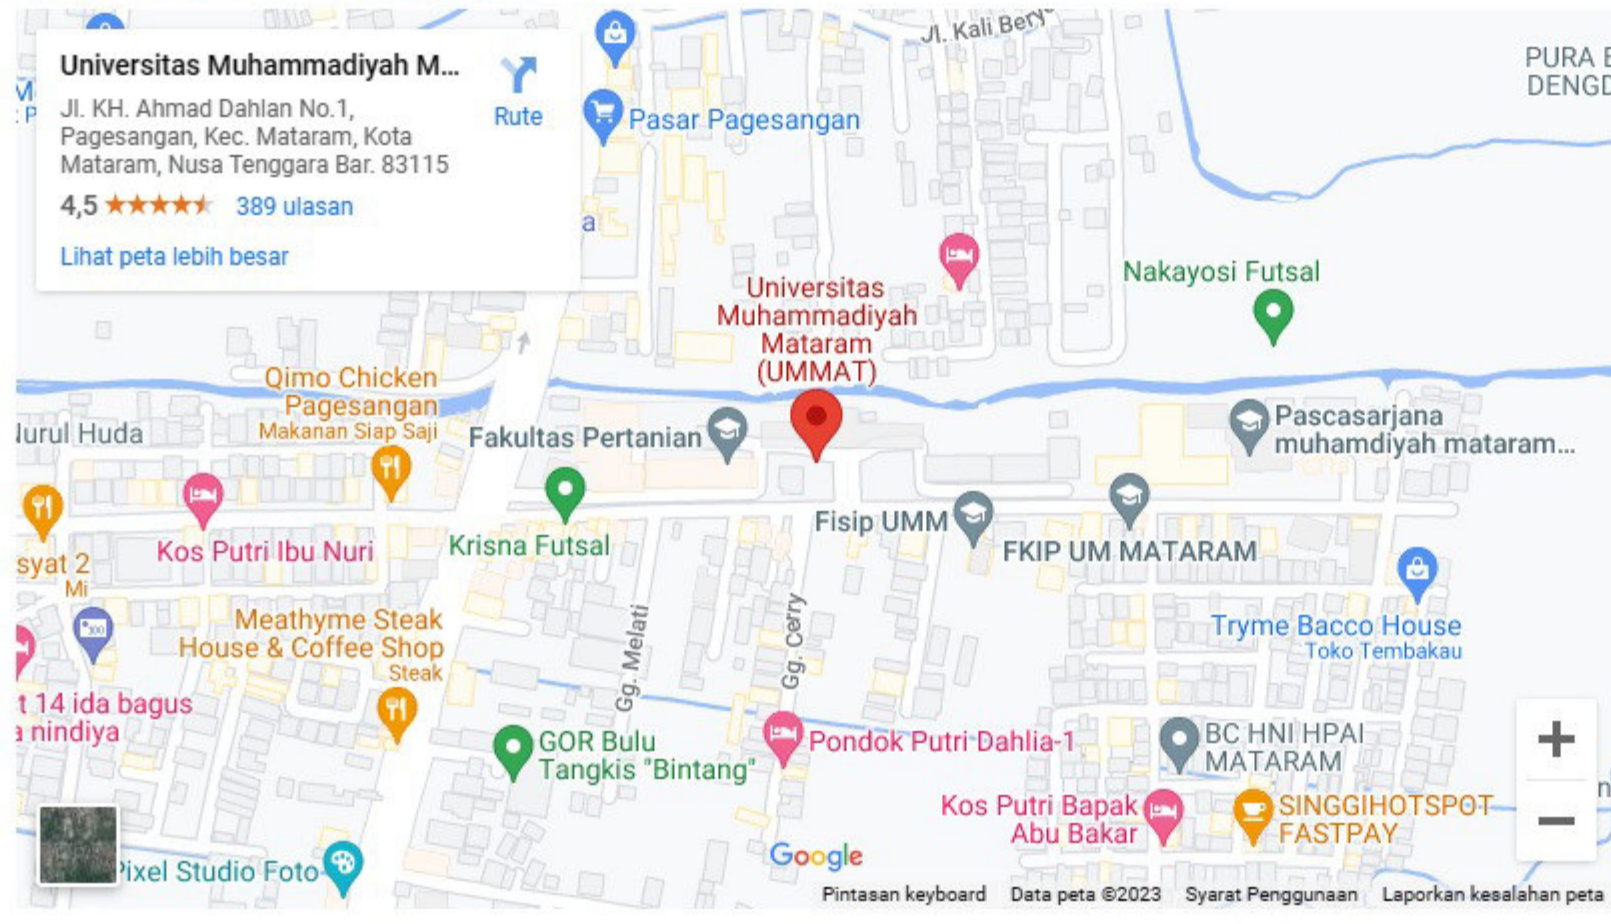 Universitas Muhammadiyah M...
Jl. KH. Ahmad Dahlan No.1,
Pagesangan, Kec. Mataram, Kota
Mataram, Nusa Tenggara Bar. 83115
4,5
389 ulasan
Lihat peta lebih besar
Rute
Jl. Kali Bery
PURA
DENGD
Pasar Pagesangan
a
Nakayosi Futsal
Universitas
Muhammadiyah
Mataram
(UMMAT)
Qimo Chicken
Pagesangan
Makanan Siap Saji
Nurul Huda
Fakultas Pertanian
Pascasarjana
muhamdiyah mataram...
Kos Putri Ibu Nuri
Krisna Futsal
Fisip UMM
FKIP UM MATARAM
syat 2
Mi
Meathyme Steak
House & Coffee Shop
Steak
Gg. Melati
Gg. Cerry
Tryme Bacco House
Toko Tembakau
t 14 ida bagus
a nindiya
GOR Bulu
Tangkis "Bintang"
Pondok Putri Dahlia-1
BC HNI HPAI
MATARAM
Kos Putri Bapak
Abu Bakar
SINGGIHOTSPOT
FASTPAY
Pixel Studio Foto
Google
+
−
Pintasan keyboard
Data peta ©2023
Syarat Penggunaan
Laporkan kesalahan peta